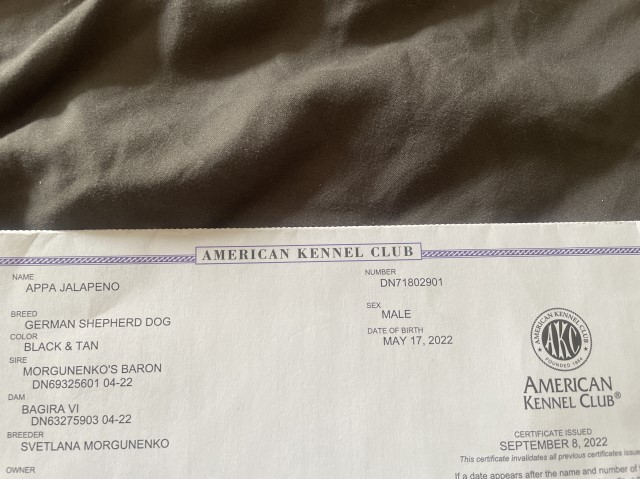 AMERICAN KENNEL CLUB
NAME
APPA JALAPENO
NUMBER
DN71802901
BREED
GERMAN SHEPHERD DOG
SEX
MALE
COLOR
BLACK & TAN
DATE OF BIRTH
MAY 17, 2022
SIRE
MORGUNENKO'S BARON
DN69325601 04-22
DAM
BAGIRA VI
DN63275903 04-22
BREEDER
SVETLANA MORGUNENKO
OWNER
AMERICAN KENNEL CLUB
AKC
FOUNDED 1884
AMERICAN
KENNEL CLUB®
CERTIFICATE ISSUED
SEPTEMBER 8, 2022
This certificate invalidates all previous certificates
If a date appears after the name and number of